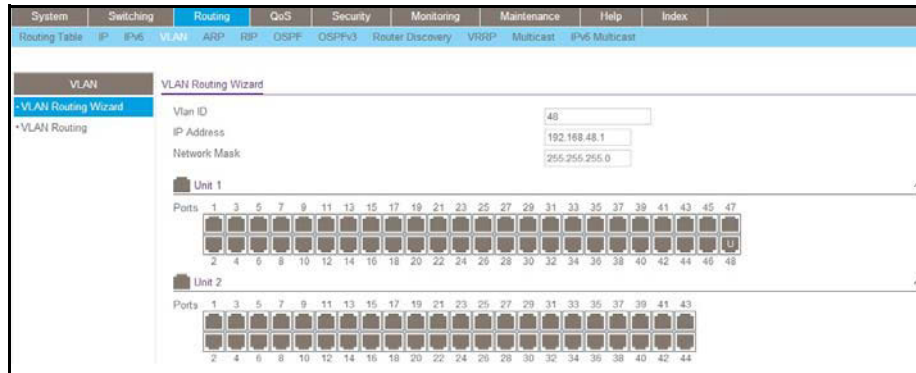 System Switching Routing QoS Security Monitoring Maintenance Help Index
Routing Table IP IPv6 VLAN ARP RIP OSPF OSPFv3 Router Discovery VRRP Multicast IPv6 Multicast
VLAN
VLAN Routing Wizard
VLAN Routing
VLAN Routing Wizard
Vlan ID 48
IP Address 192.168.48.1
Network Mask 255.255.255.0
Unit 1
Ports 1 3 5 7 9 11 13 15 17 19 21 23 25 27 29 31 33 35 37 39 41 43 45 47
U
2 4 6 8 10 12 14 16 18 20 22 24 26 28 30 32 34 36 38 40 42 44 46 48
Unit 2
Ports 1 3 5 7 9 11 13 15 17 19 21 23 25 27 29 31 33 35 37 39 41 43
2 4 6 8 10 12 14 16 18 20 22 24 26 28 30 32 34 36 38 40 42 44